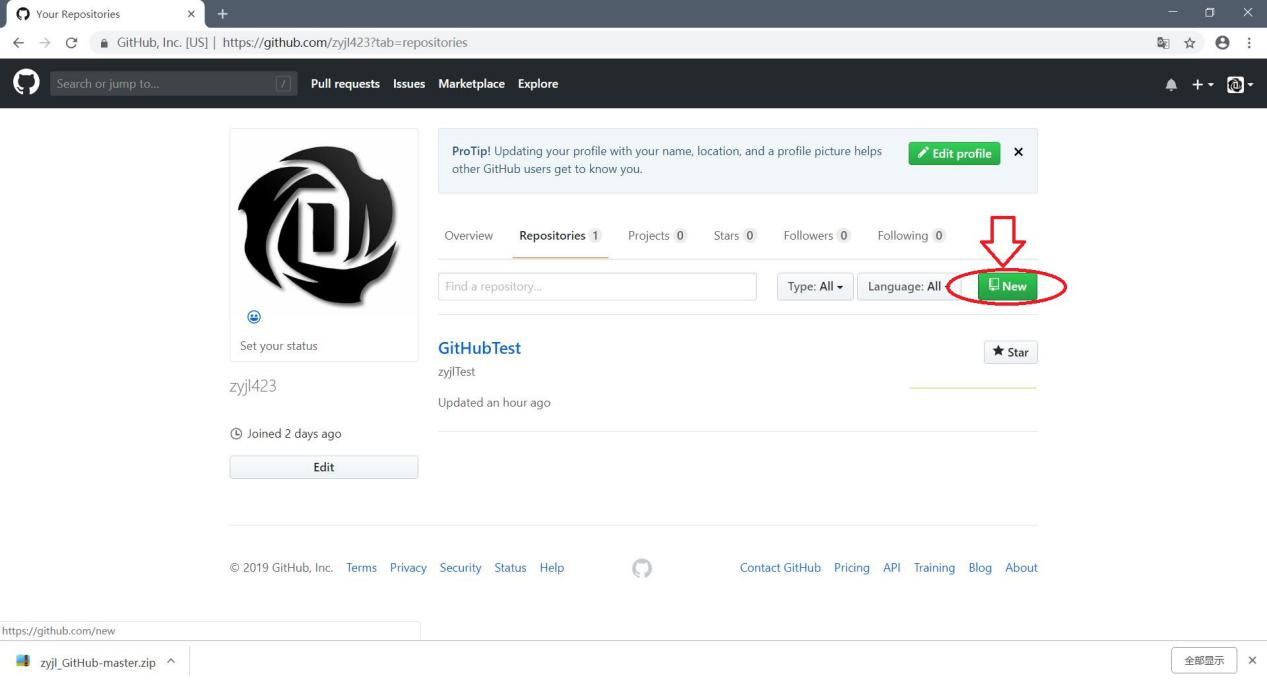 Your Repositories
GitHub, Inc. [US] | https://github.com/zyjl423?tab=repositories
Search or jump to... /
Pull requests Issues Marketplace Explore
ProTip! Updating your profile with your name, location, and a profile picture helps
other GitHub users get to know you.
Edit profile
Overview Repositories 1 Projects 0 Stars 0 Followers 0 Following 0
Find a repository... Type: All Language: All New
Set your status
zyjl423
Joined 2 days ago
Edit
GitHubTest
Star
zyjlTest
Updated an hour ago
© 2019 GitHub, Inc. Terms Privacy Security Status Help Contact GitHub Pricing API Training Blog About
https://github.com/new
zyjl_GitHub-master.zip 全部显示